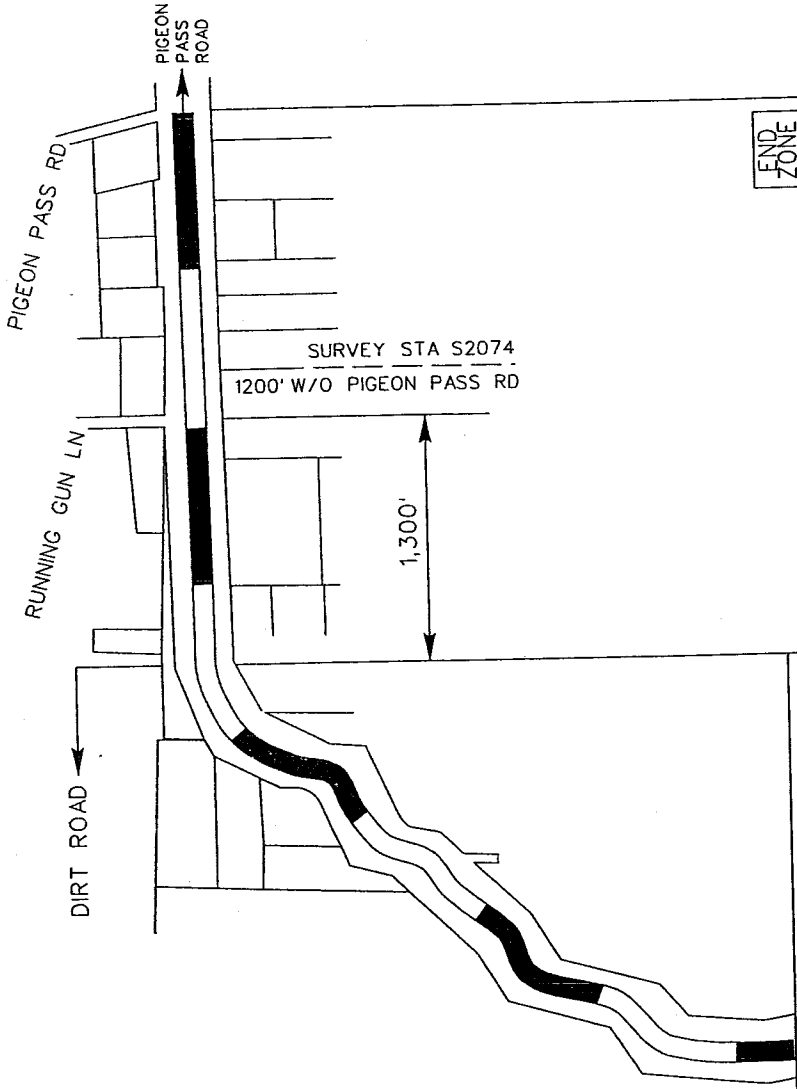 PIGEON
PASS
ROAD
PIGEON PASS RD
END
ZONE
SURVEY STA S2074
1200' W/O PIGEON PASS RD
RUNNING GUN LN
1,300'
DIRT ROAD